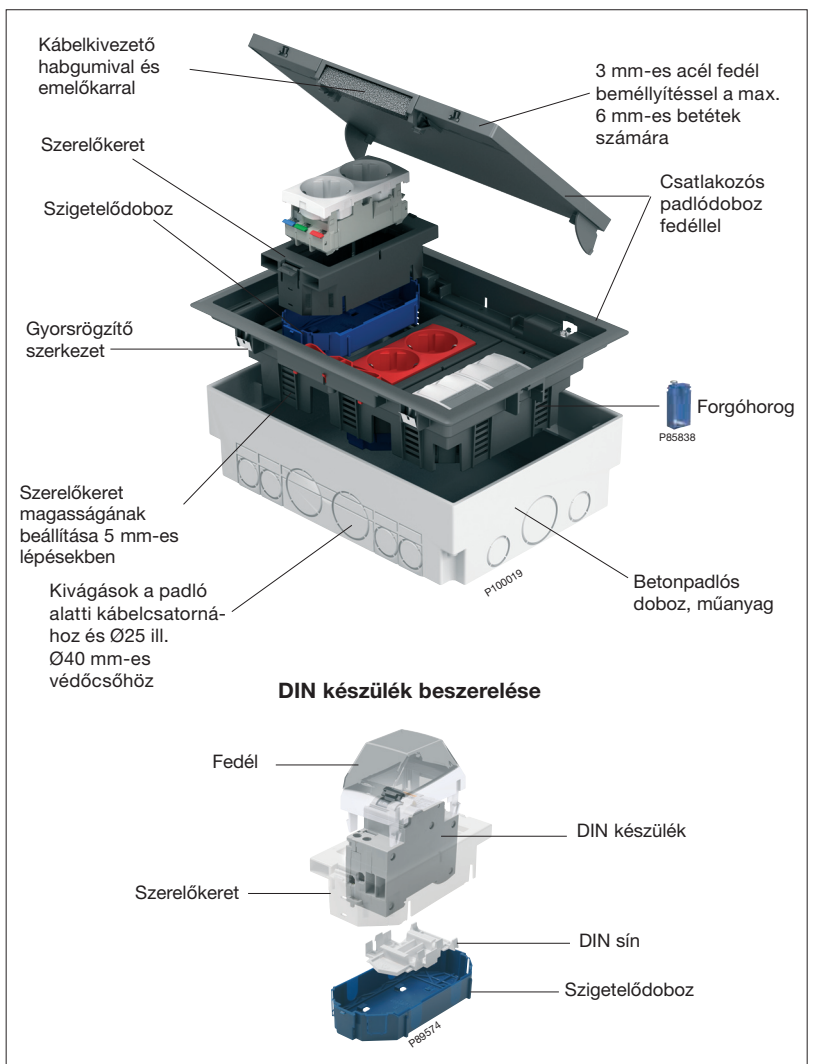 Kábelkivezető
habgumival és
emelőkarral
3 mm-es acél fedél
beméllyítéssel a max.
6 mm-es betétek
számára
Szerelőkeret
Szigetelődoboz
Csatlakozós
padlódoboz
fedéllel
Gyorsrögzítő
szerkezet
Forgóhorog
P85838
Szerelőkeret
magasságának
beállítása 5 mm-es
lépésekben
P100019
Kivágások a padló
alatti kábelcsatorná-
hoz és Ø25 ill.
Ø40 mm-es
védőcsőhöz
Betonpadlós
doboz, műanyag
DIN készülék beszerelése
Fedél
DIN készülék
Szerelőkeret
DIN sín
Szigetelődoboz
P89574